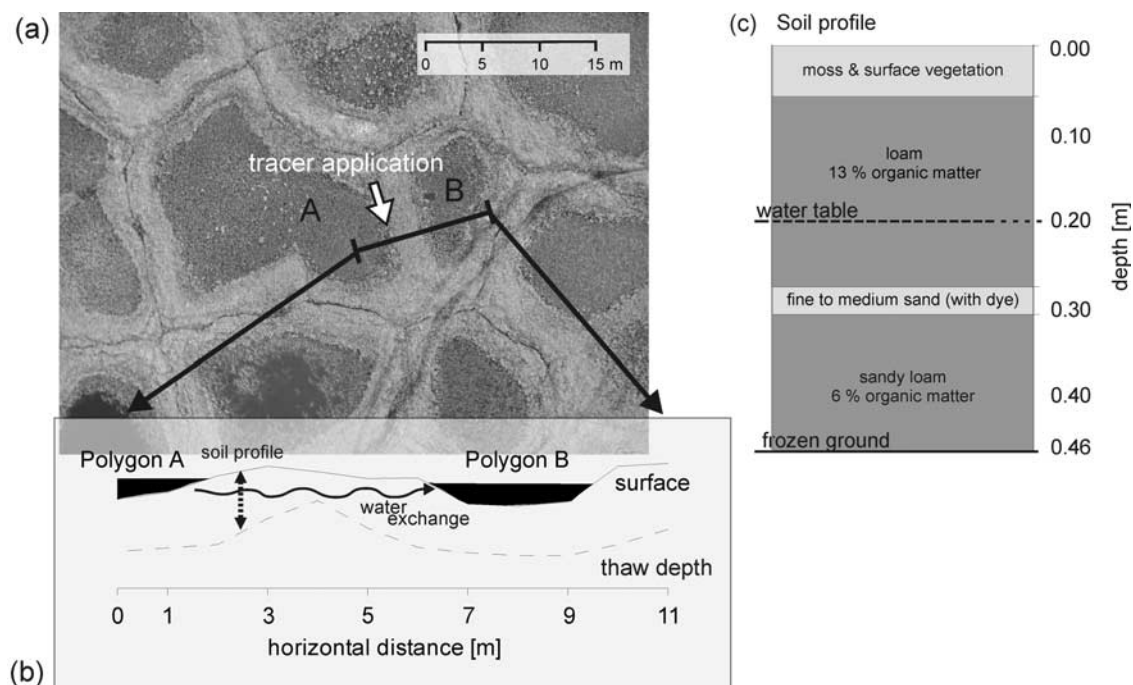 (a)
0 5 10 15 m
tracer application
A
B
Polygon A
soil profile
Polygon B
surface
water
exchange
thaw depth
0 1 3 5 7 9 11
horizontal distance [m]
(b)
(c) Soil profile
0.00
moss & surface vegetation
0.10
loam
13 % organic matter
water table
0.20
fine to medium sand (with dye)
0.30
sandy loam
6 % organic matter
0.40
frozen ground
0.46
depth [m]